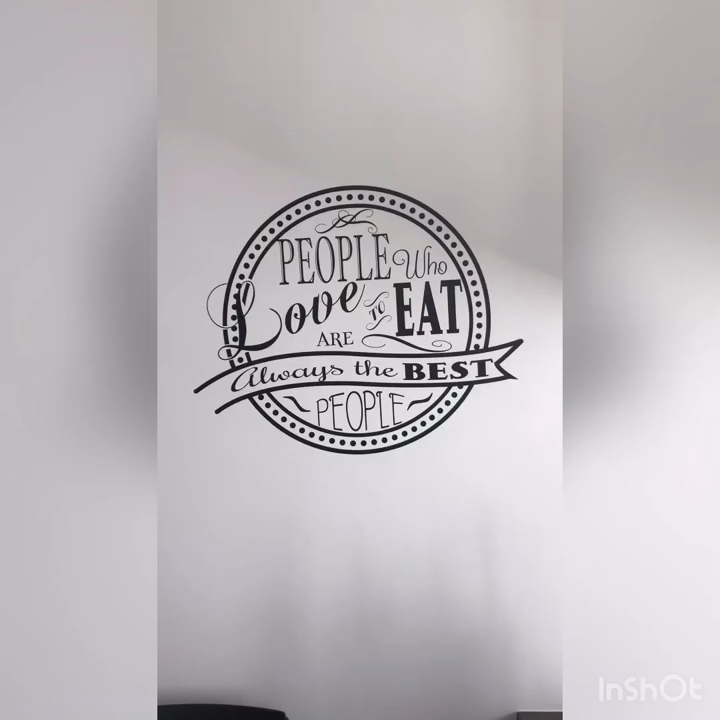 PEOPLE Who
Love TO EAT
ARE
Always the BEST
PEOPLE
InShOt